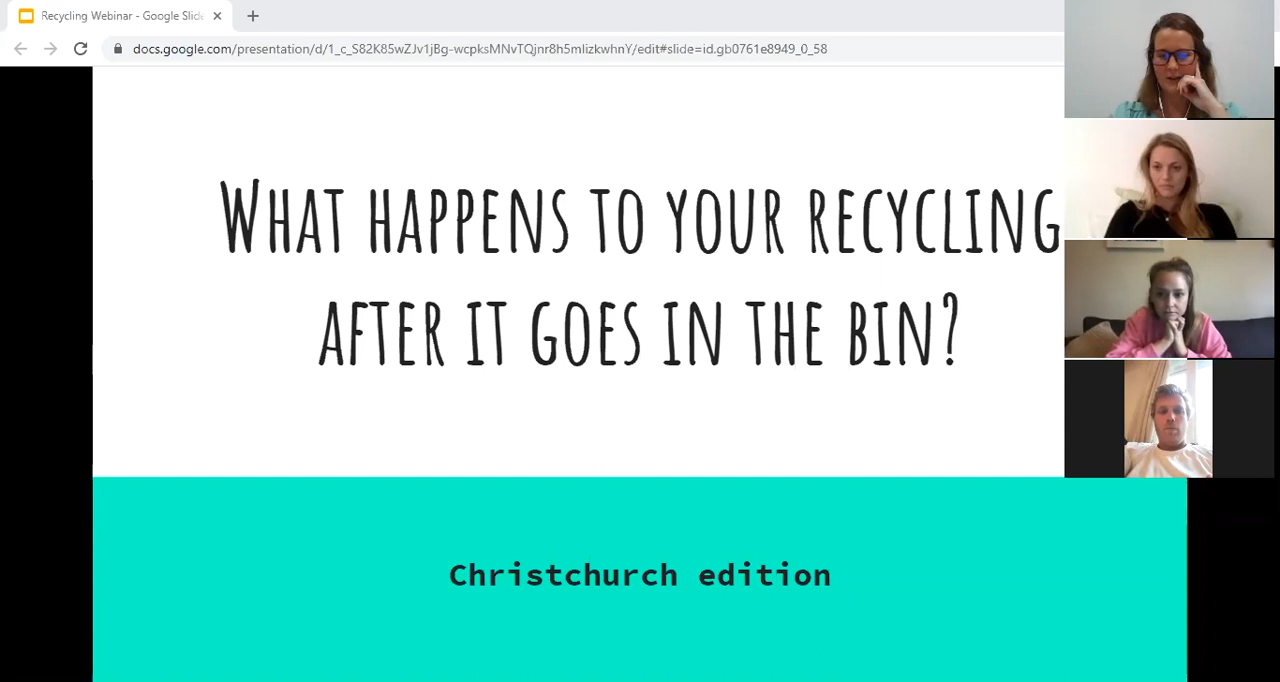 Recycling Webinar - Google Slide
docs.google.com/presentation/d/1_c_S82K85wZJv1jBg-wcpksMNvTQjnr8h5mlizkwhnY/edit#slide=id.gb0761e8949_0_58
WHAT HAPPENS TO YOUR RECYCLING
AFTER IT GOES IN THE BIN?
Christchurch edition